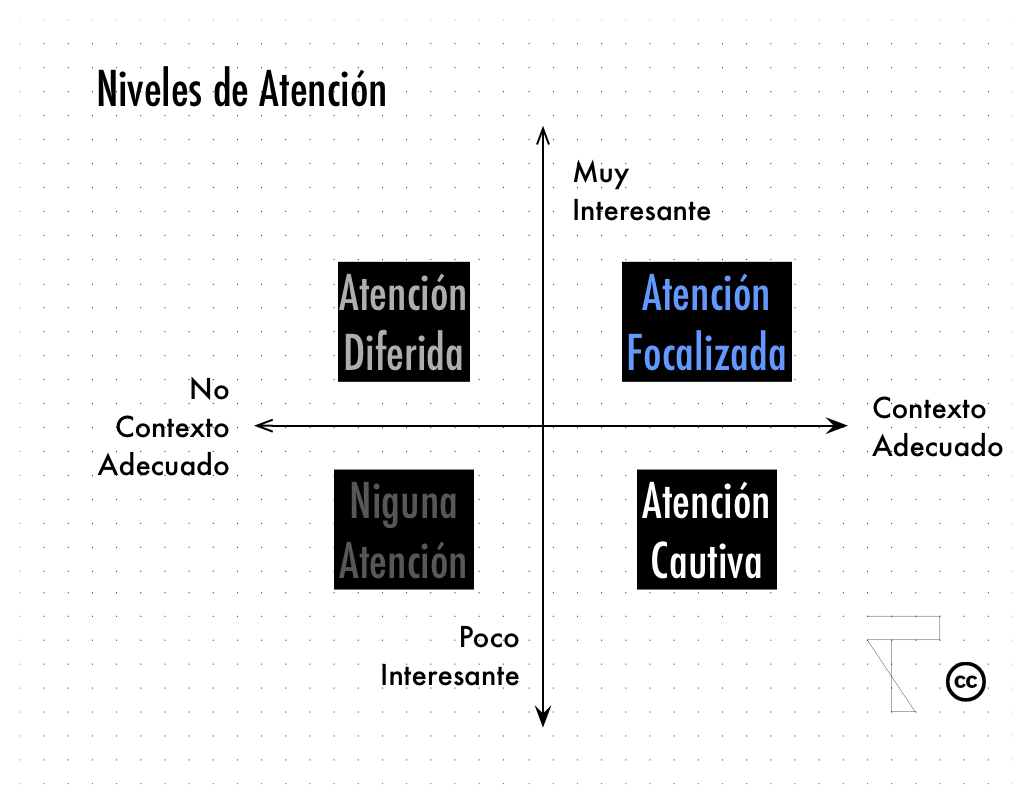 Niveles de Atención
Muy
Interesante
Atención
Diferida
Atención
Focalizada
No
Contexto
Adecuado
Contexto
Adecuado
Niguna
Atención
Atención
Cautiva
Poco
Interesante
cc